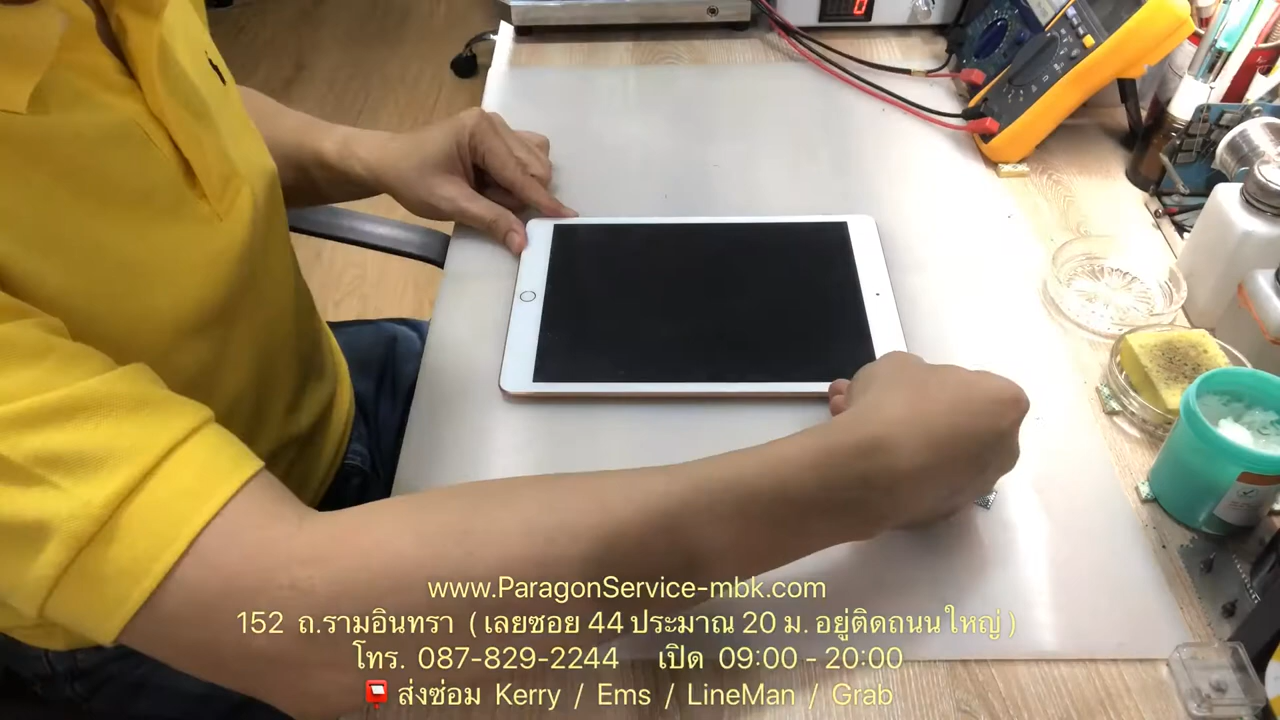 0
www.ParagonService-mbk.com
152 ถ.รามอินทรา ( เลยซอย 44 ประมาณ 20 ม. อยู่ติดถนนใหญ่ )
โทร. 087-829-2244 เปิด 09:00 - 20:00
📮 ส่งซ่อม Kerry / Ems / LineMan / Grab